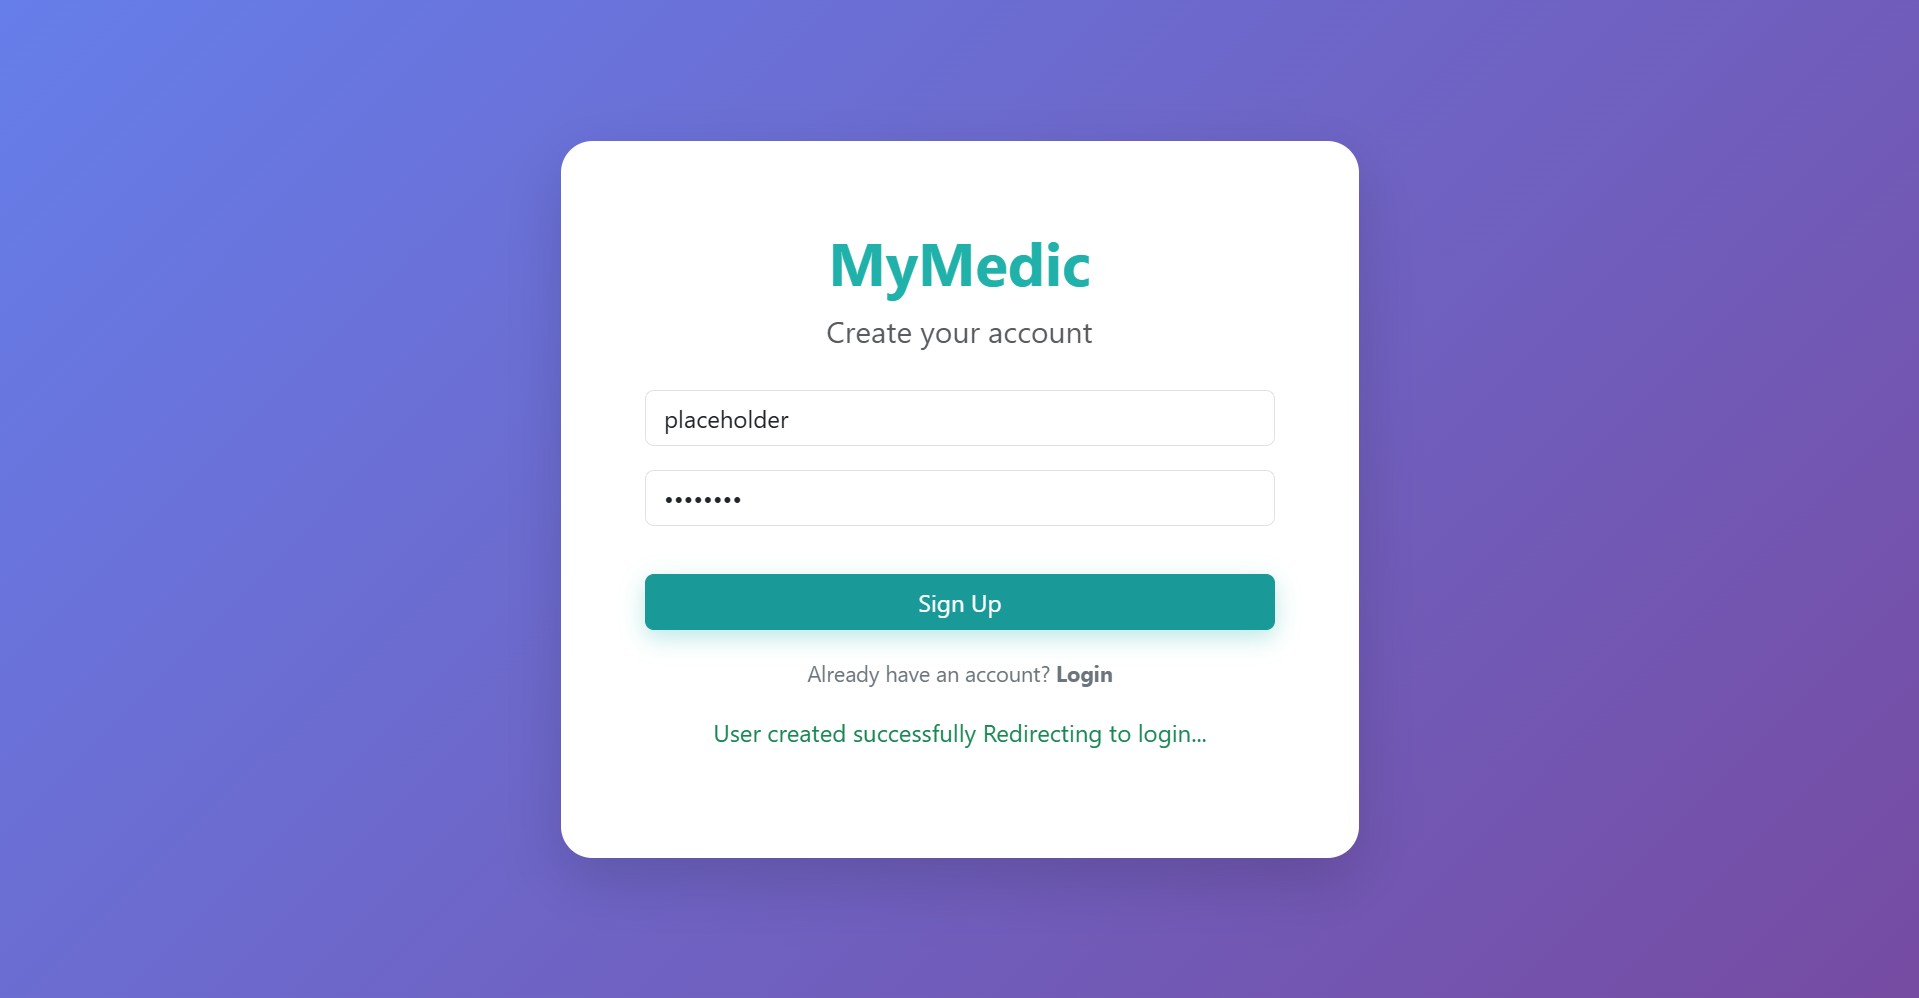 MyMedic
Create your account
placeholder
••••••••
Sign Up
Already have an account? Login
User created successfully Redirecting to login...